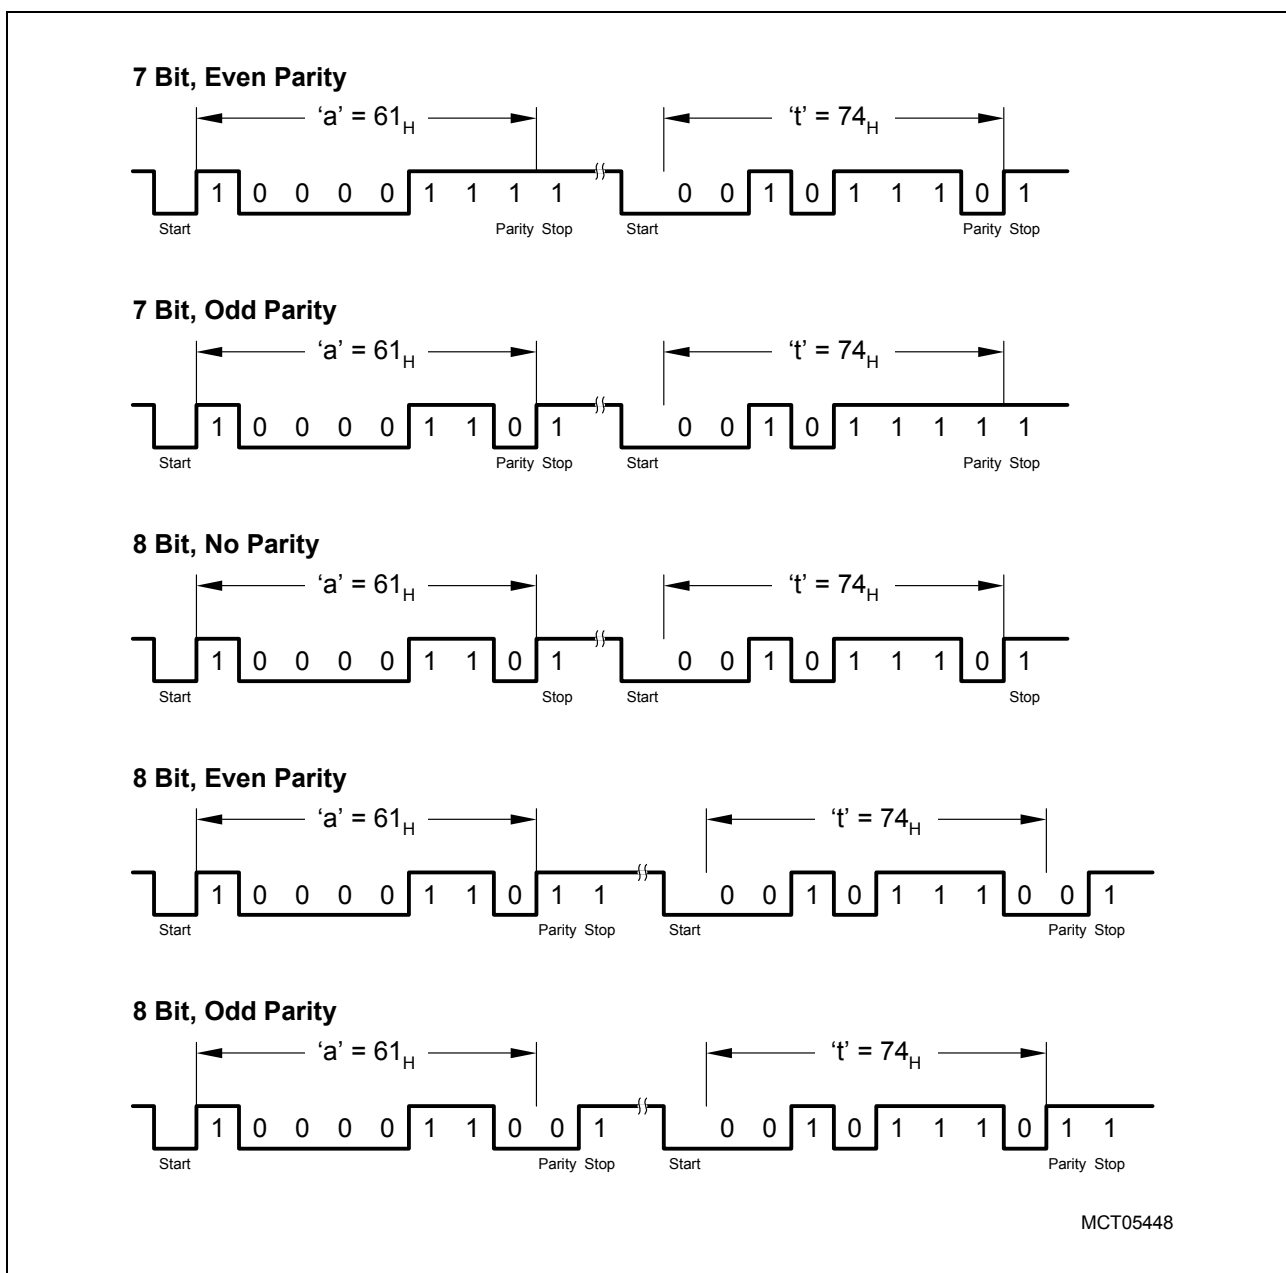 7 Bit, Even Parity
‘a’ = 61H ‘t’ = 74H
1 0 0 0 0 1 1 1 1 0 0 1 0 1 1 1 0 1
Start Parity Stop Start Parity Stop
7 Bit, Odd Parity
‘a’ = 61H ‘t’ = 74H
1 0 0 0 0 1 1 0 1 0 0 1 0 1 1 1 1 1
Start Parity Stop Start Parity Stop
8 Bit, No Parity
‘a’ = 61H ‘t’ = 74H
1 0 0 0 0 1 1 0 1 0 0 1 0 1 1 1 0 1
Start Stop Start Stop
8 Bit, Even Parity
‘a’ = 61H ‘t’ = 74H
1 0 0 0 0 1 1 0 1 1 0 0 1 0 1 1 1 0 0 1
Start Parity Stop Start Parity Stop
8 Bit, Odd Parity
‘a’ = 61H ‘t’ = 74H
1 0 0 0 0 1 1 0 0 1 0 0 1 0 1 1 1 0 1 1
Start Parity Stop Start Parity Stop
MCT05448